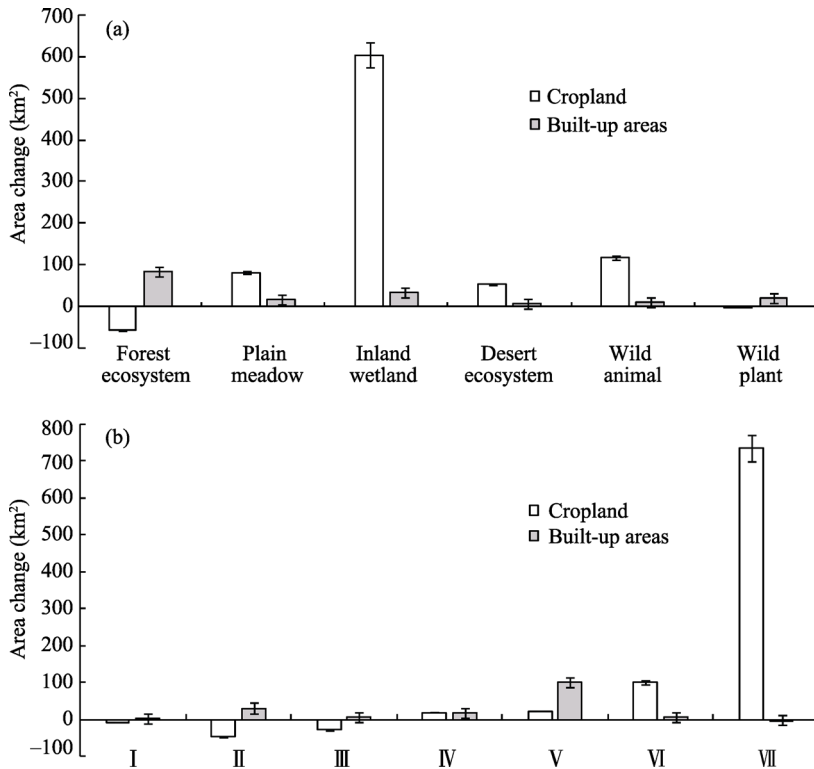 (a)
Area change (km²)
700
600
500
400
300
200
100
0
–100
Cropland
Built-up areas
Forest
ecosystem
Plain
meadow
Inland
wetland
Desert
ecosystem
Wild
animal
Wild
plant
(b)
Area change (km²)
800
700
600
500
400
300
200
100
0
–100
Cropland
Built-up areas
Ⅰ Ⅱ Ⅲ Ⅳ Ⅴ Ⅵ Ⅶ